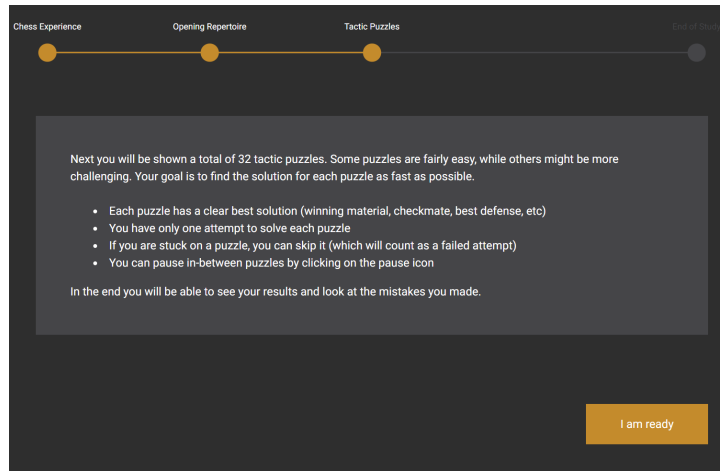 Chess Experience
Opening Repertoire
Tactic Puzzles
End of
Next you will be shown a total of 32 tactic puzzles. Some puzzles are fairly easy, while others might be more
challenging. Your goal is to find the solution for each puzzle as fast as possible.
• Each puzzle has a clear best solution (winning material, checkmate, best defense, etc)
• You have only one attempt to solve each puzzle
• If you are stuck on a puzzle, you can skip it (which will count as a failed attempt)
• You can pause in-between puzzles by clicking on the pause icon
In the end you will be able to see your results and look at the mistakes you made.
I am ready